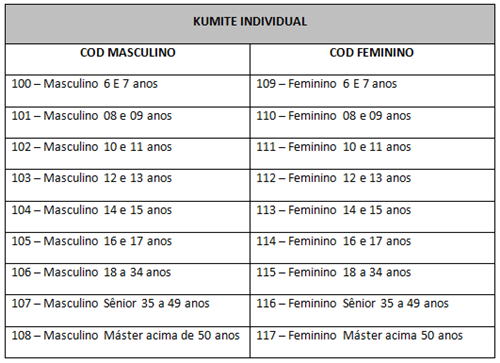 KUMITE INDIVIDUAL
COD MASCULINO COD FEMININO
100 – Masculino 6 E 7 anos 109 – Feminino 6 E 7 anos
101 – Masculino 08 e 09 anos 110 – Feminino 08 e 09 anos
102 – Masculino 10 e 11 anos 111 – Feminino 10 e 11 anos
103 – Masculino 12 e 13 anos 112 – Feminino 12 e 13 anos
104 – Masculino 14 e 15 anos 113 – Feminino 14 e 15 anos
105 – Masculino 16 e 17 anos 114 – Feminino 16 e 17 anos
106 – Masculino 18 a 34 anos 115 – Feminino 18 a 34 anos
107 – Masculino Sênior 35 a 49 anos 116 – Feminino Sênior 35 a 49 anos
108 – Masculino Máster acima de 50 anos 117 – Feminino Máster acima 50 anos